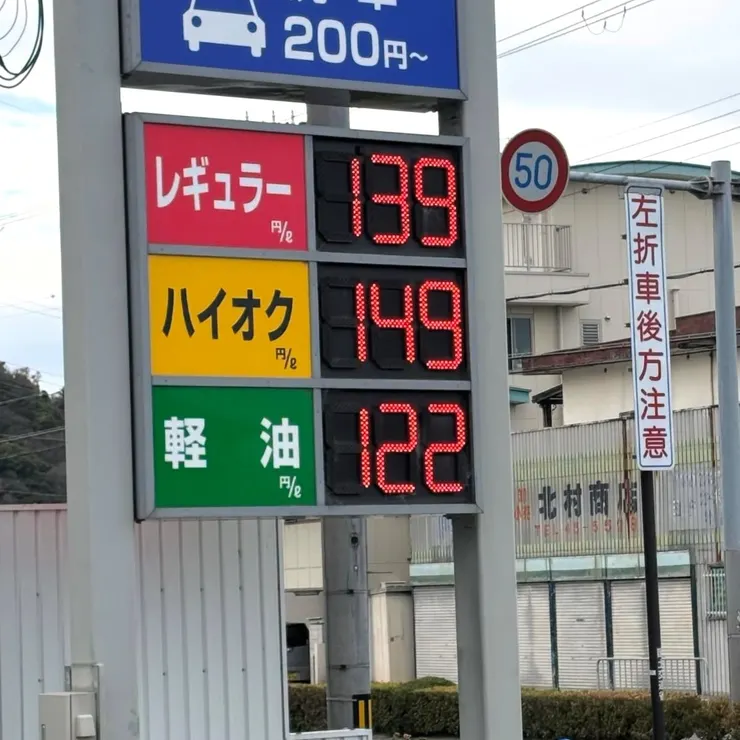 200円～
レギュラー
円/ℓ
139
ハイオク
円/ℓ
149
軽油
円/ℓ
122
50
左折車後方注意
北村商店